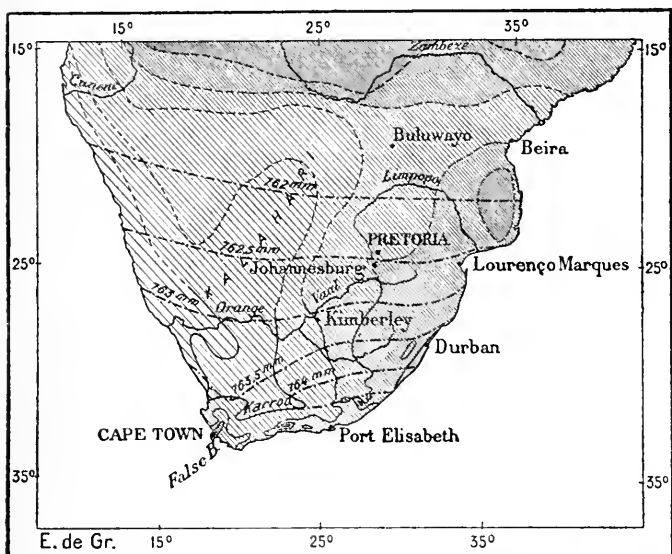 15° 25° 35°
15° 15°
Zambeze
Cunene
Buluwayo
Beira
Limpopo
762 mm
KALAHARI
PRETORIA
762,5 mm
25° Johannesburg Lourenço Marques 25°
763 mm
Orange Vaal
Kimberley
Durban
763,5 mm
764 mm
Karroo
CAPE TOWN Port Elisabeth
False B.
35° 35°
E. de Gr. 15° 25° 35°